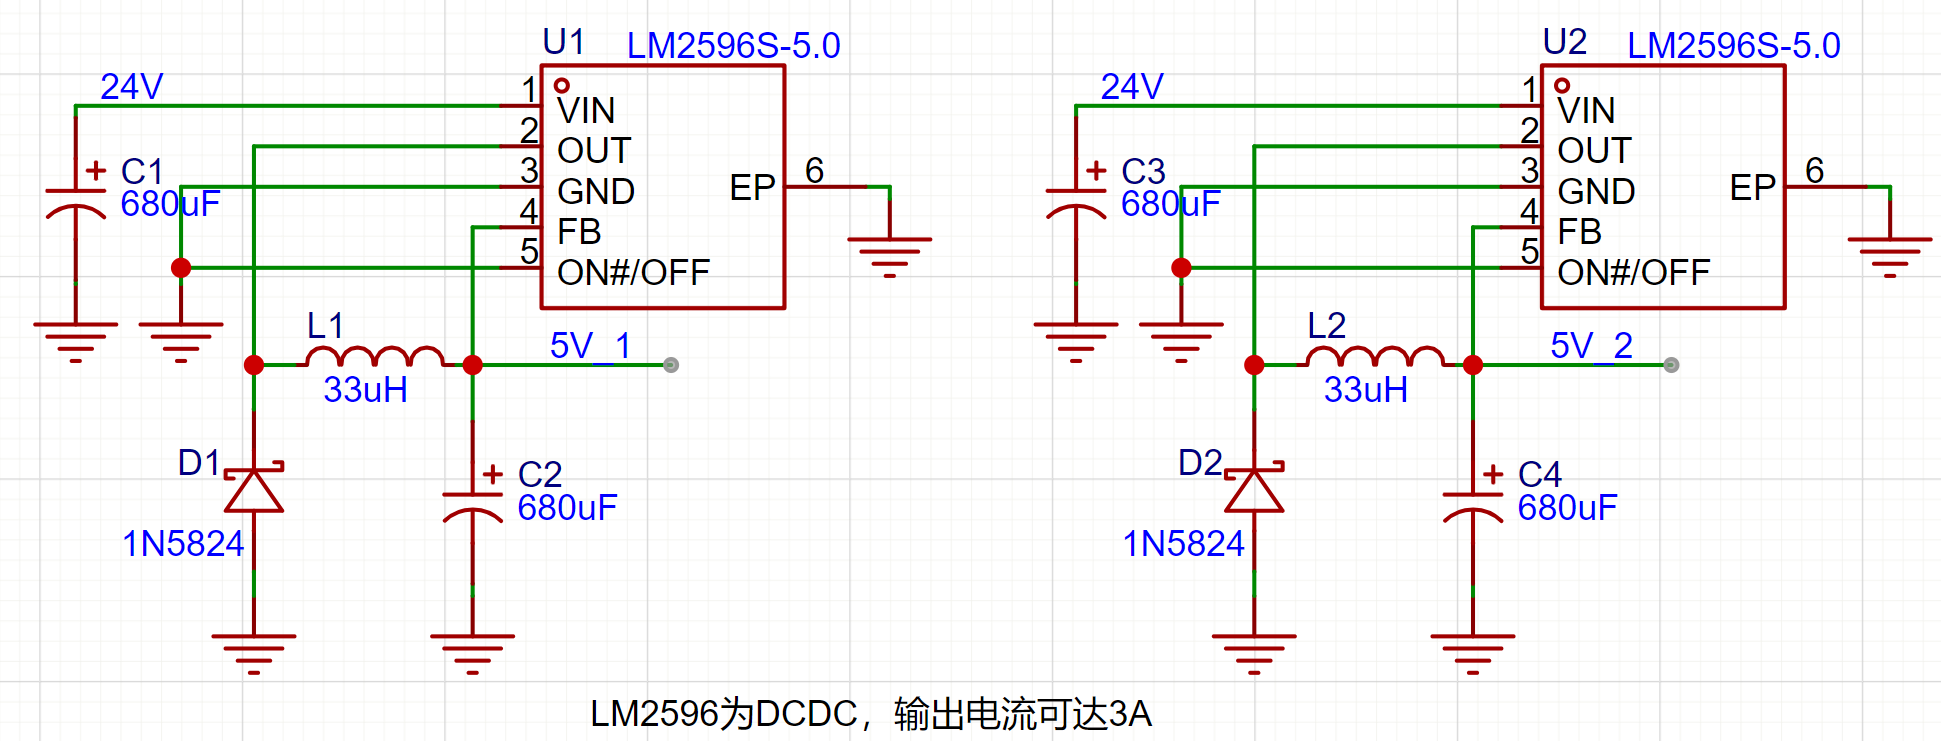 U1
LM2596S-5.0
24V
1
VIN
2
OUT
3
GND
4
FB
5
ON#/OFF
EP
6
+
C1
680uF
L1
33uH
5V_1
D1
1N5824
+
C2
680uF
U2
LM2596S-5.0
24V
1
VIN
2
OUT
3
GND
4
FB
5
ON#/OFF
EP
6
+
C3
680uF
L2
33uH
5V_2
D2
1N5824
+
C4
680uF
LM2596为DCDC，输出电流可达3A